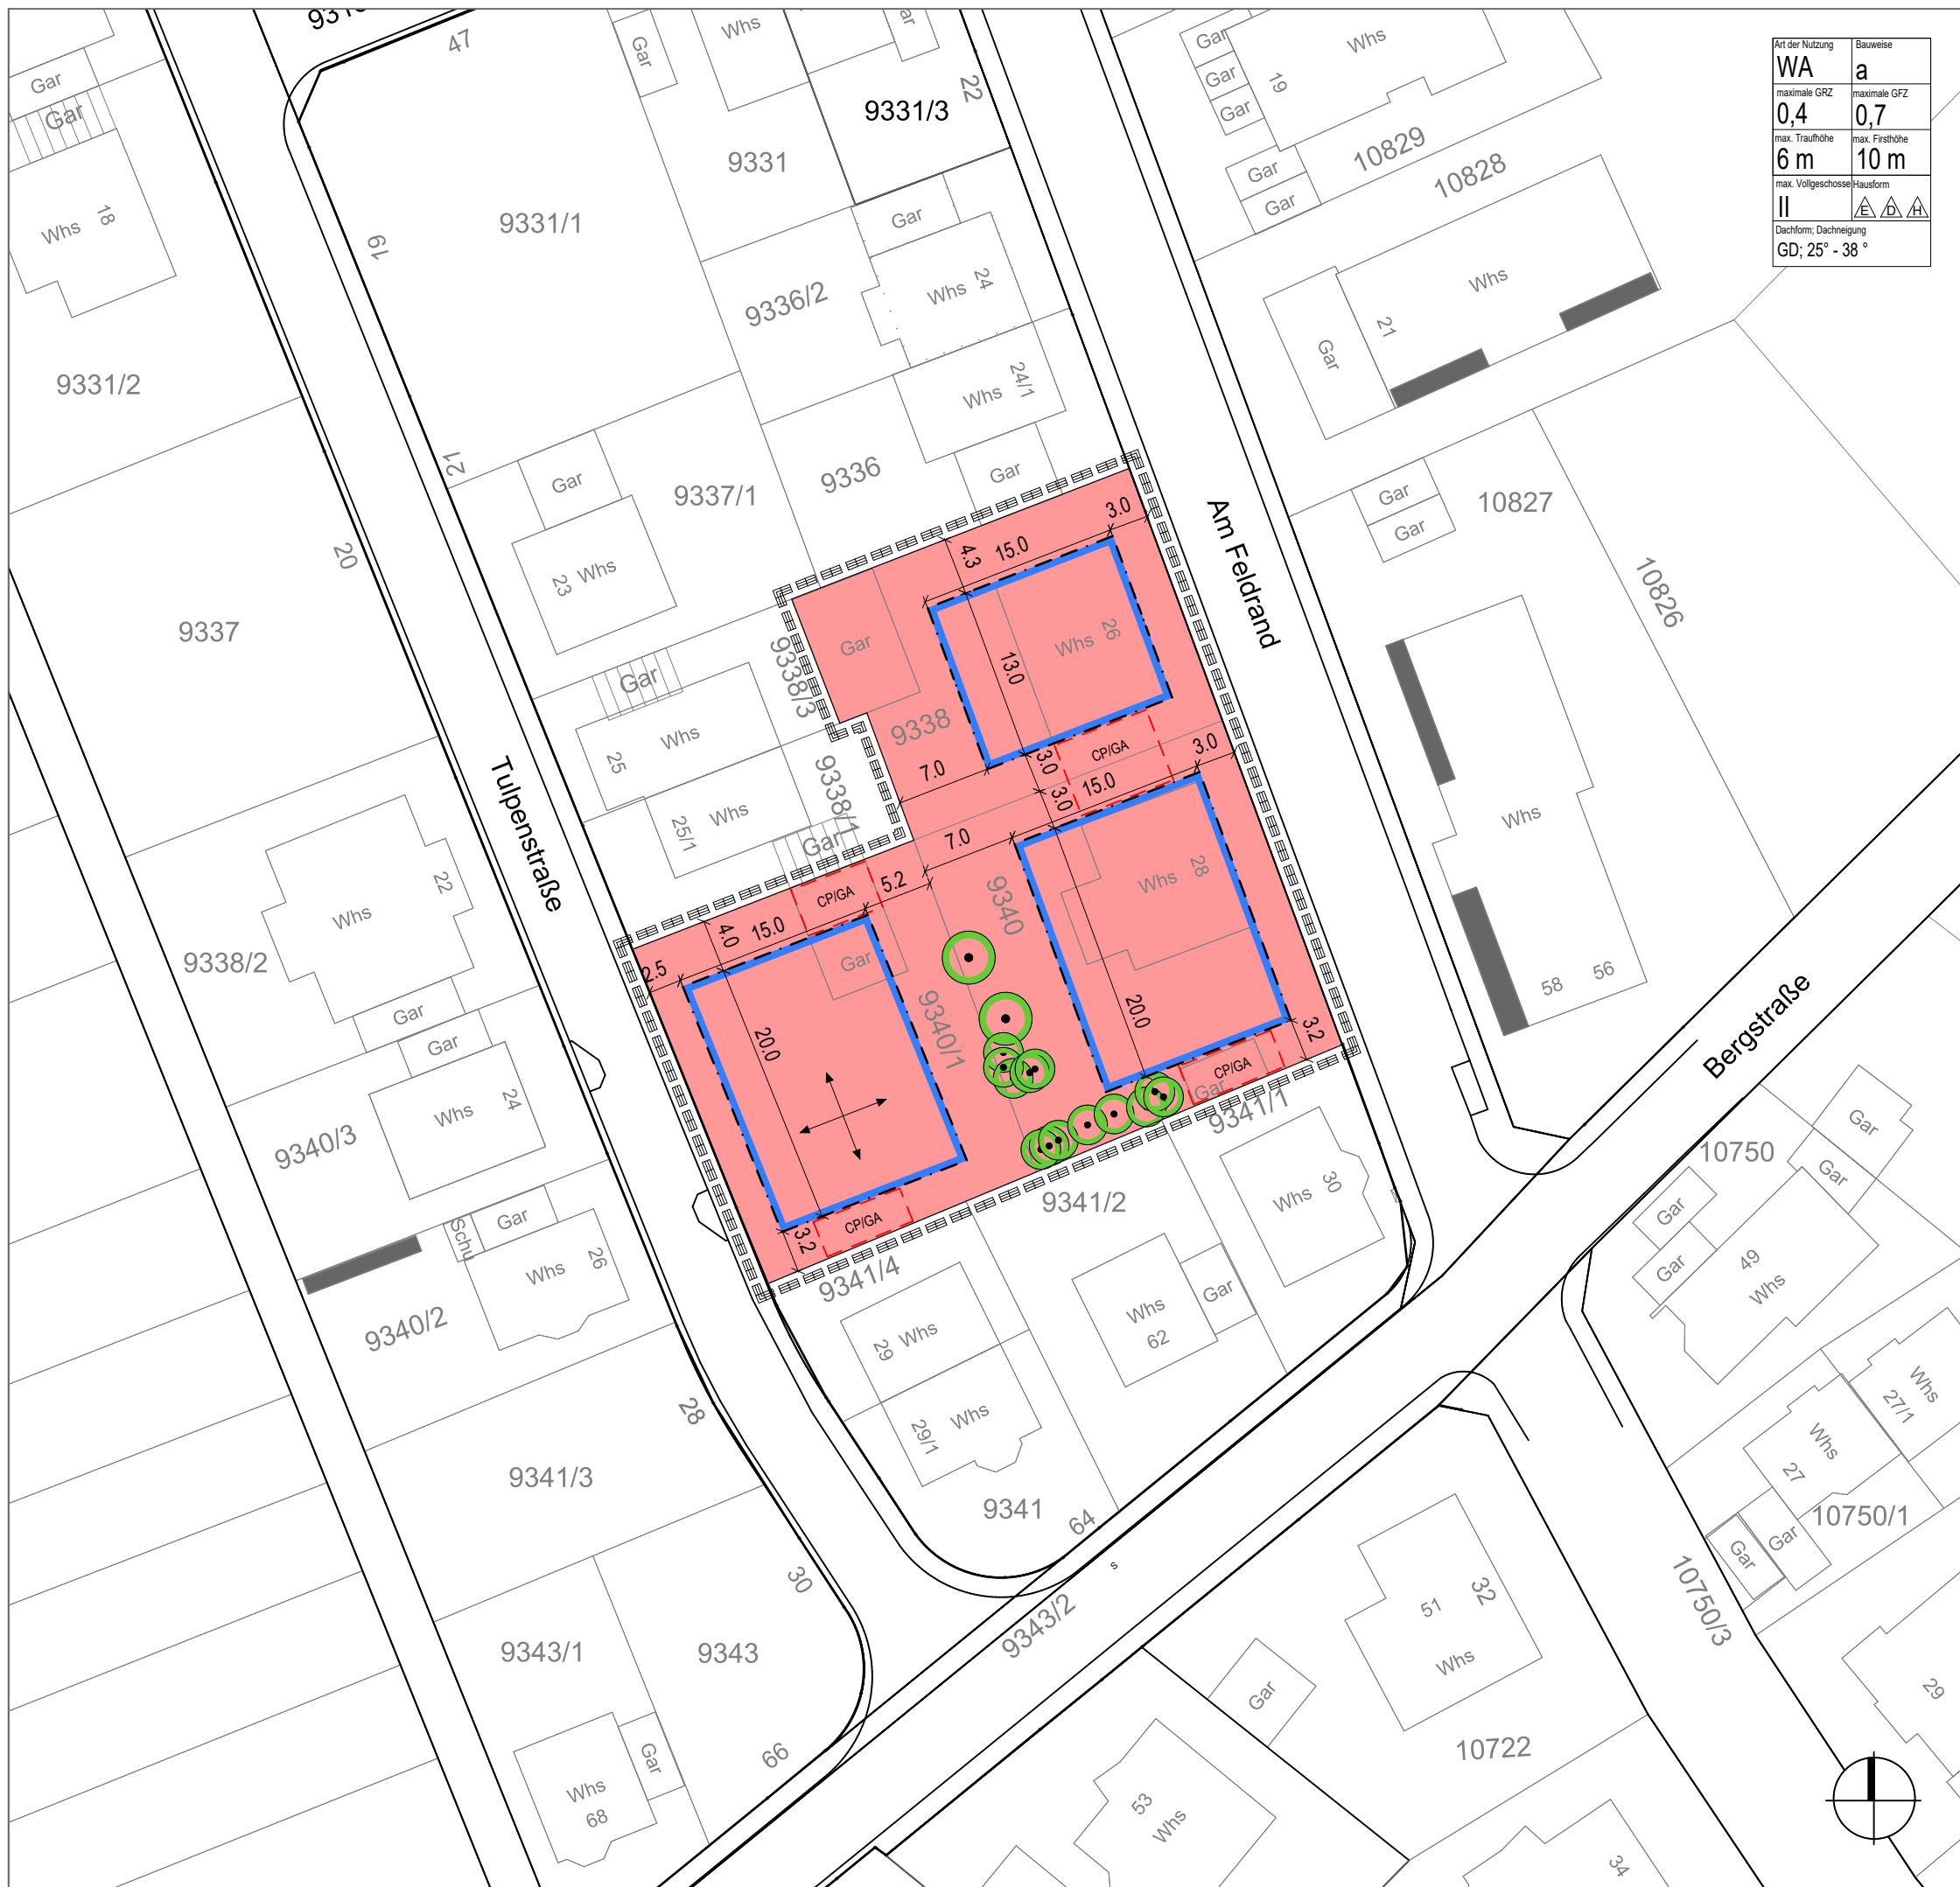 Art der Nutzung
Bauweise
WA
a
maximale GRZ
maximale GFZ
0,4
0,7
max. Traufhöhe
max. Firsthöhe
6 m
10 m
max. Vollgeschosse
Hausform
II
E D H
Dachform; Dachneigung
GD; 25° - 38 °
47
Gar
Gar
Whs
18
Gar
Whs
22
9331/3
9331
9331/1
19
9331/2
Gar
Whs
24
9336/2
Whs
24/1
9336
Gar
Gar
Gar
Gar
19
Whs
10829
Gar
Gar
10828
Whs
21
Gar
21
Gar
9337/1
23
Whs
20
9337
Gar
Gar
10827
10826
Am Feldrand
3.0
15.0
4.3
Gar
Whs
26
13.0
9338
9338/3
7.0
3.0
CP/GA
3.0
3.0
15.0
Gar
Whs
25
Whs
25/1
9338/1
Gar
Tulpenstraße
7.0
5.2
CP/GA
15.0
4.0
2.5
Gar
20.0
9340
9340/1
Whs
28
20.0
3.2
CP/GA
Gar
9341/1
CP/GA
3.2
9341/4
9341/2
Whs
58
56
Bergstraße
Whs
22
9338/2
Gar
Gar
Whs
24
9340/3
Schu
Gar
Whs
26
9340/2
28
9341/3
30
9343/1
9343
Whs
68
Gar
66
29
Whs
29/1
Whs
9341
64
Whs
62
Gar
Whs
30
9343/2
s
10750
Gar
Gar
Gar
Gar
49
Whs
Whs
27/1
Whs
27
10750/1
Gar
Gar
10750/3
51
32
Whs
Gar
10722
53
Whs
29
34